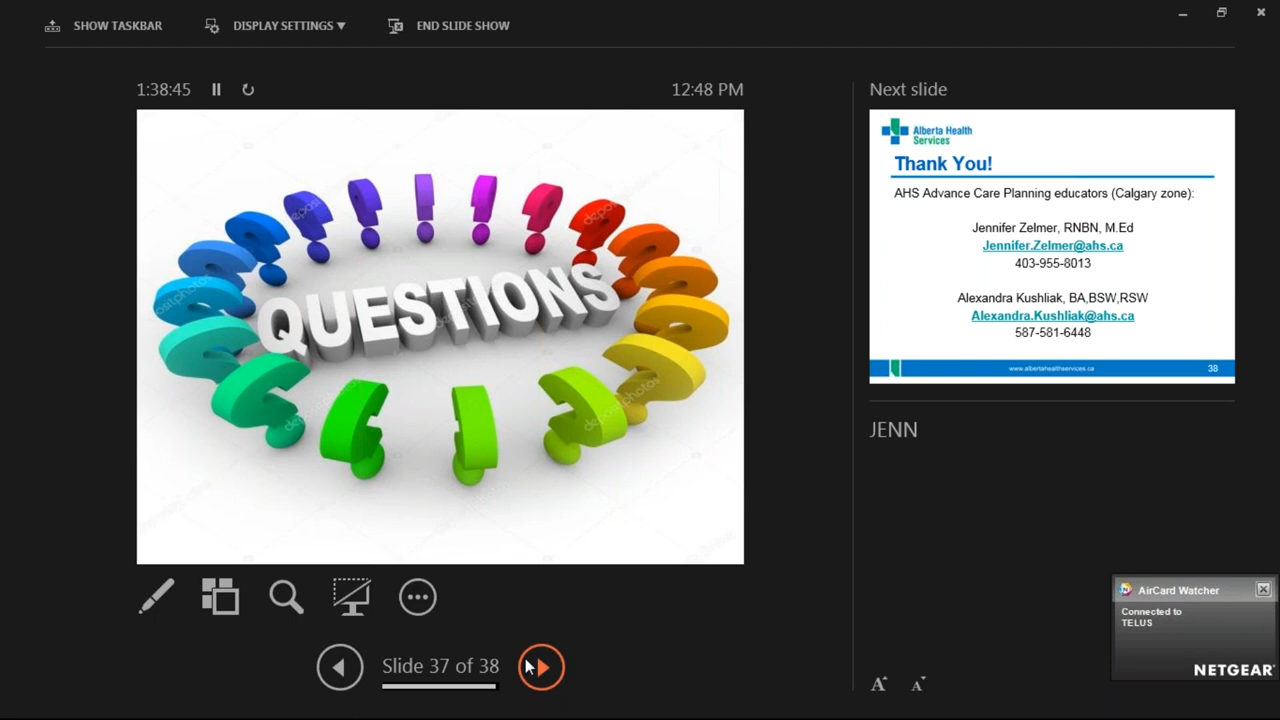 SHOW TASKBAR
DISPLAY SETTINGS ▼
END SLIDE SHOW
1:38:45
12:48 PM
QUESTIONS
depositphotos
depositphotos
depositphotos
Next slide
Alberta Health
Services
Thank You!
AHS Advance Care Planning educators (Calgary zone):
Jennifer Zelmer, RNBN, M.Ed
Jennifer.Zelmer@ahs.ca
403-955-8013
Alexandra Kushliak, BA,BSW,RSW
Alexandra.Kushliak@ahs.ca
587-581-6448
www.albertahealthservices.ca
38
JENN
AirCard Watcher
Connected to
TELUS
NETGEAR
Slide 37 of 38
A
A